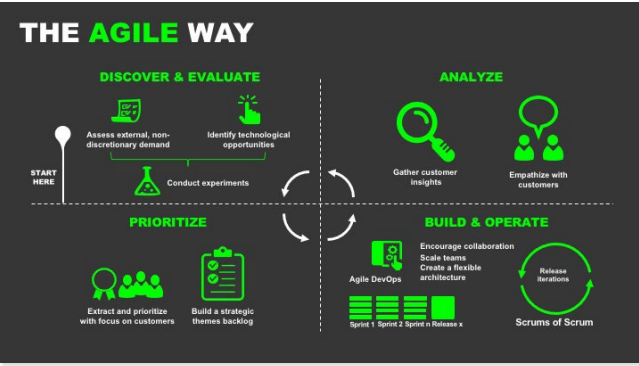 THE AGILE WAY
DISCOVER & EVALUATE
Assess external, non-
discretionary demand
Identify technological
opportunities
Conduct experiments
START
HERE
ANALYZE
Gather customer
insights
Empathize with
customers
PRIORITIZE
Extract and prioritize
with focus on customers
Build a strategic
themes backlog
BUILD & OPERATE
Agile DevOps
Encourage collaboration
Scale teams
Create a flexible
architecture
Sprint 1 Sprint 2 Sprint n Release x
Release
iterations
Scrums of Scrum